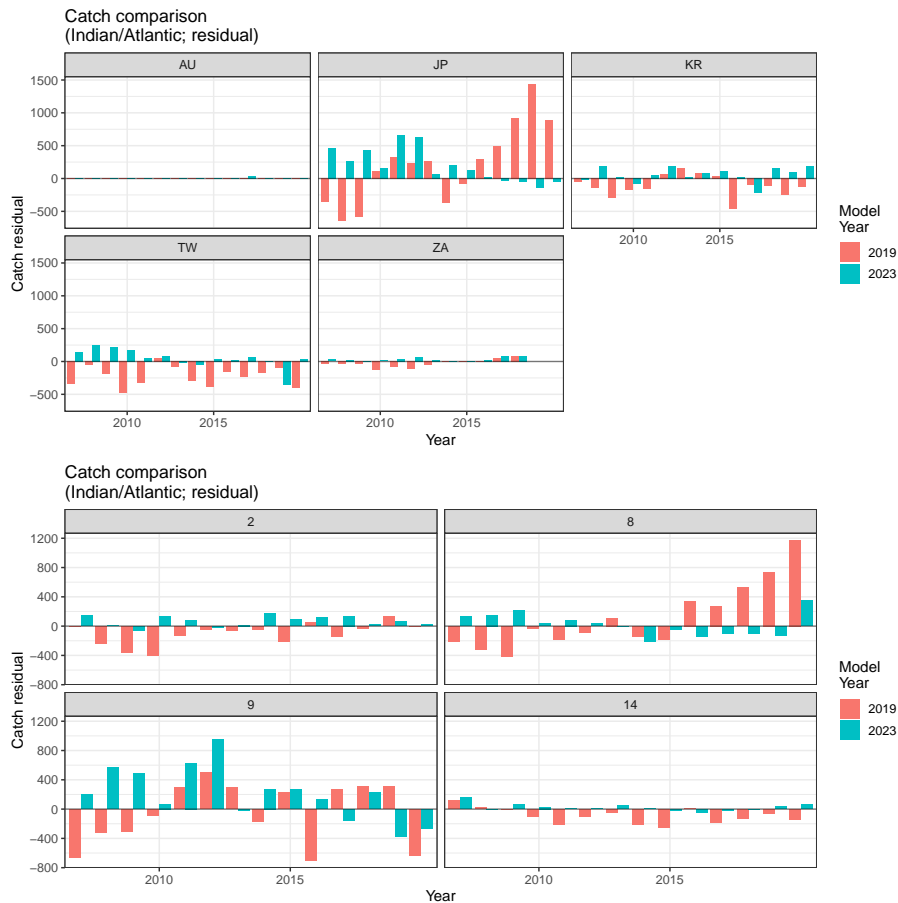 Catch comparison
(Indian/Atlantic; residual)
AU
JP
KR
1500
1000
500
0
−500
2010
2015
TW
ZA
1500
1000
500
0
−500
2010
2015
2010
2015
Catch residual
Year
Model
Year
2019
2023
Catch comparison
(Indian/Atlantic; residual)
2
8
1200
800
400
0
−400
−800
9
14
1200
800
400
0
−400
−800
2010
2015
2010
2015
Catch residual
Year
Model
Year
2019
2023